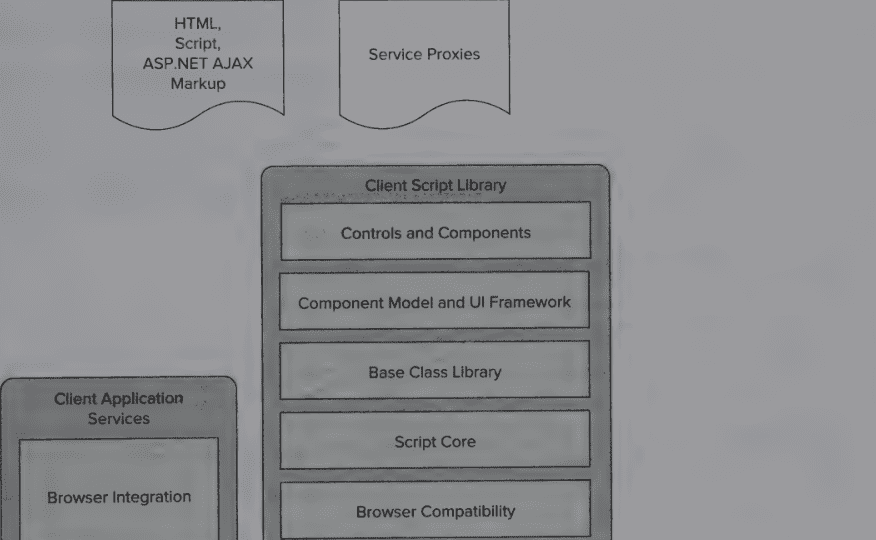 HTML,
Script,
ASP.NET AJAX
Markup
Service Proxies
Client Script Library
Controls and Components
Component Model and UI Framework
Base Class Library
Script Core
Browser Compatibility
Client Application
Services
Browser Integration